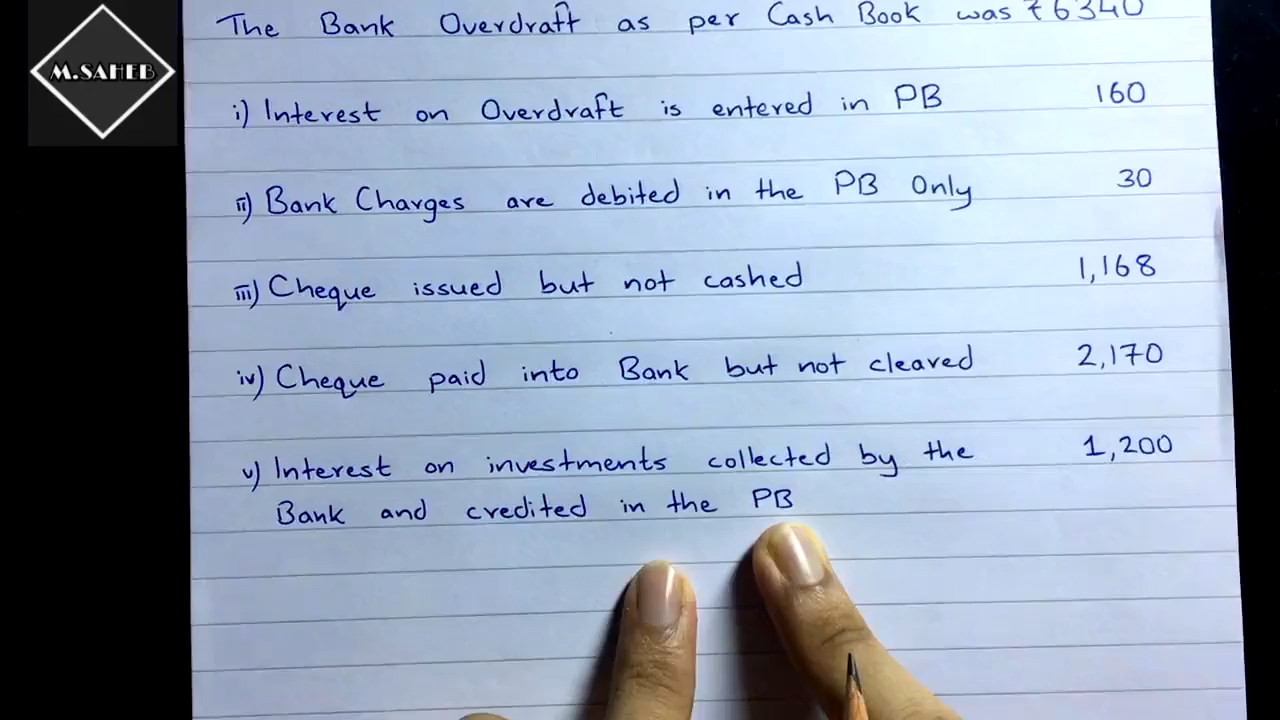 M.SAHEB
The Bank Overdraft as per Cash Book was ₹6340
i) Interest on Overdraft is entered in PB 160
ii) Bank Charges are debited in the PB Only 30
iii) Cheque issued but not cashed 1,168
iv) Cheque paid into Bank but not cleared 2,170
v) Interest on investments collected by the 1,200
Bank and credited in the PB